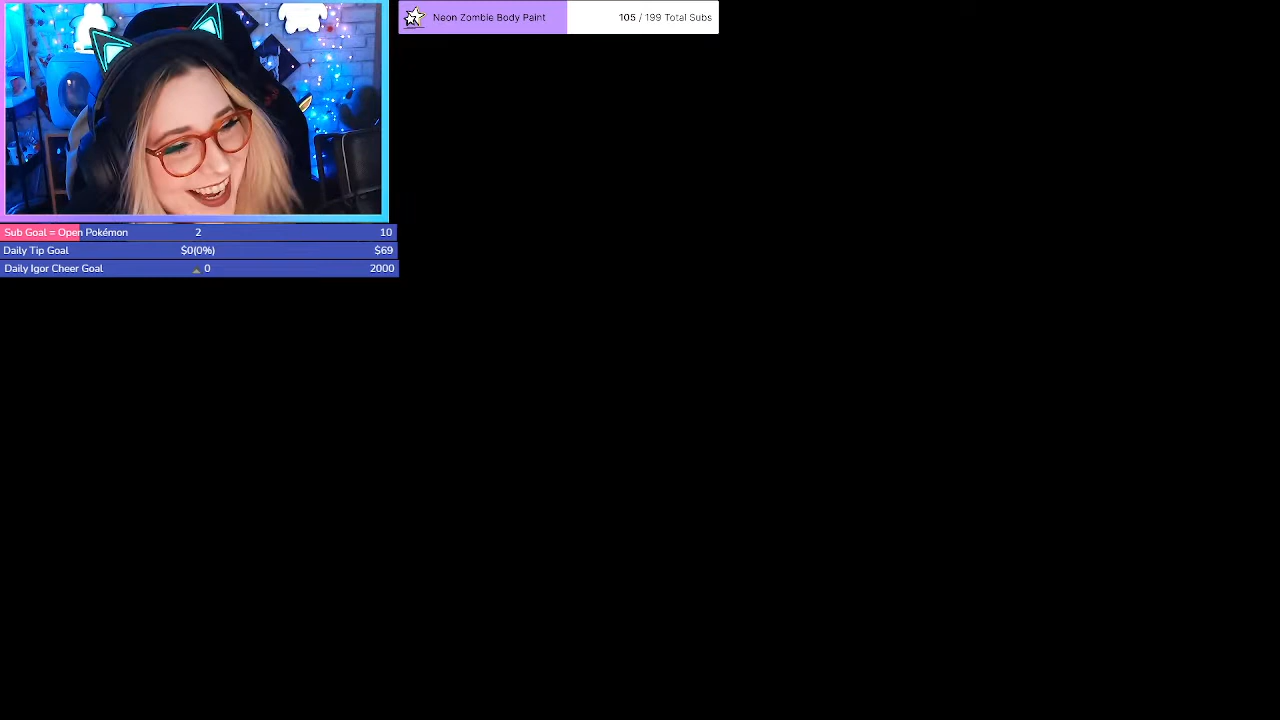 Neon Zombie Body Paint 105 / 199 Total Subs
Sub Goal = Open Pokémon 2 10
Daily Tip Goal $0(0%) $69
Daily Igor Cheer Goal 0 2000